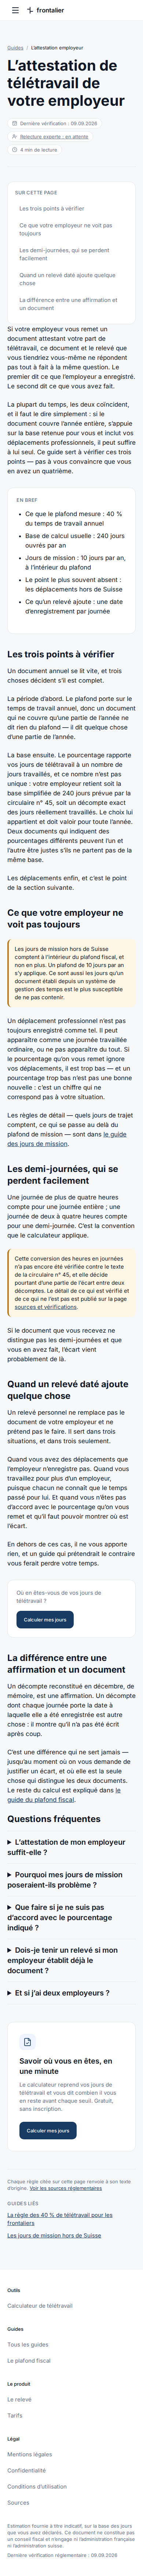 frontalier
Guides / L'attestation employeur
L'attestation de
télétravail de
votre employeur
Dernière vérification : 09.09.2026
Relecture experte : en attente
4 min de lecture
SUR CETTE PAGE
Les trois points à vérifier
Ce que votre employeur ne voit pas
toujours
Les demi-journées, qui se perdent
facilement
Quand un relevé daté ajoute quelque
chose
La différence entre une affirmation et
un document
Si votre employeur vous remet un
document attestant votre part de
télétravail, ce document et le relevé que
vous tiendriez vous-même ne répondent
pas tout à fait à la même question. Le
premier dit ce que l'employeur a enregistré.
Le second dit ce que vous avez fait.
La plupart du temps, les deux coïncident,
et il faut le dire simplement : si le
document couvre l'année entière, s'appuie
sur la base retenue pour vous et inclut vos
déplacements professionnels, il peut suffire
à lui seul. Ce guide sert à vérifier ces trois
points — pas à vous convaincre que vous
en avez un quatrième.
EN BREF
• Ce que le plafond mesure : 40 %
du temps de travail annuel
• Base de calcul usuelle : 240 jours
ouvrés par an
• Jours de mission : 10 jours par an,
à l'intérieur du plafond
• Le point le plus souvent absent :
les déplacements hors de Suisse
• Ce qu'un relevé ajoute : une date
d'enregistrement par journée
Les trois points à vérifier
Un document annuel se lit vite, et trois
choses décident s'il est complet.
La période d'abord. Le plafond porte sur le
temps de travail annuel, donc un document
qui ne couvre qu'une partie de l'année ne
dit rien du plafond — il dit quelque chose
d'une partie de l'année.
La base ensuite. Le pourcentage rapporte
vos jours de télétravail à un nombre de
jours travaillés, et ce nombre n'est pas
unique : votre employeur retient soit la
base simplifiée de 240 jours prévue par la
circulaire n° 45, soit un décompte exact
des jours réellement travaillés. Le choix lui
appartient et doit valoir pour toute l'année.
Deux documents qui indiquent des
pourcentages différents peuvent l'un et
l'autre être justes s'ils ne partent pas de la
même base.
Les déplacements enfin, et c'est le point
de la section suivante.
Ce que votre employeur ne
voit pas toujours
Les jours de mission hors de Suisse
comptent à l'intérieur du plafond fiscal, et
non en plus. Un plafond de 10 jours par an
s'y applique. Ce sont aussi les jours qu'un
document établi depuis un système de
gestion des temps est le plus susceptible
de ne pas contenir.
Un déplacement professionnel n'est pas
toujours enregistré comme tel. Il peut
apparaître comme une journée travaillée
ordinaire, ou ne pas apparaître du tout. Si
le pourcentage qu'on vous remet ignore
vos déplacements, il est trop bas — et un
pourcentage trop bas n'est pas une bonne
nouvelle : c'est un chiffre qui ne
correspond pas à votre situation.
Les règles de détail — quels jours de trajet
comptent, ce qui se passe au delà du
plafond de mission — sont dans le guide
des jours de mission.
Les demi-journées, qui se
perdent facilement
Une journée de plus de quatre heures
compte pour une journée entière ; une
journée de deux à quatre heures compte
pour une demi-journée. C'est la convention
que le calculateur applique.
Cette conversion des heures en journées
n'a pas encore été vérifiée contre le texte
de la circulaire n° 45, et elle décide
pourtant d'une partie de l'écart entre deux
décomptes. Le détail de ce qui est vérifié et
de ce qui ne l'est pas est publié sur la page
sources et vérifications.
Si le document que vous recevez ne
distingue pas les demi-journées et que
vous en avez fait, l'écart vient
probablement de là.
Quand un relevé daté ajoute
quelque chose
Un relevé personnel ne remplace pas le
document de votre employeur et ne
prétend pas le faire. Il sert dans trois
situations, et dans trois seulement.
Quand vous avez des déplacements que
l'employeur n'enregistre pas. Quand vous
travaillez pour plus d'un employeur,
puisque chacun ne connaît que le temps
passé pour lui. Et quand vous n'êtes pas
d'accord avec le pourcentage qu'on vous
remet et qu'il faut pouvoir montrer où est
l'écart.
En dehors de ces cas, il ne vous apporte
rien, et un guide qui prétendrait le contraire
vous ferait perdre votre temps.
Où en êtes-vous de vos jours de
télétravail ?
Calculer mes jours
La différence entre une
affirmation et un document
Un décompte reconstitué en décembre, de
mémoire, est une affirmation. Un décompte
dont chaque journée porte la date à
laquelle elle a été enregistrée est autre
chose : il montre qu'il n'a pas été écrit
après coup.
C'est une différence qui ne sert jamais —
jusqu'au moment où on vous demande de
justifier un écart, et où elle est la seule
chose qui distingue les deux documents.
Le reste du calcul est expliqué dans le
guide du plafond fiscal.
Questions fréquentes
L'attestation de mon employeur
suffit-elle ?
Pourquoi mes jours de mission
poseraient-ils problème ?
Que faire si je ne suis pas
d'accord avec le pourcentage
indiqué ?
Dois-je tenir un relevé si mon
employeur établit déjà le
document ?
Et si j'ai deux employeurs ?
Savoir où vous en êtes, en
une minute
Le calculateur reprend vos jours de
télétravail et vous dit combien il vous
en reste avant chaque seuil. Gratuit,
sans inscription.
Calculer mes jours
Chaque règle citée sur cette page renvoie à son texte
d'origine. Voir les sources réglementaires
GUIDES LIÉS
La règle des 40 % de télétravail pour les
frontaliers
Les jours de mission hors de Suisse
Outils
Calculateur de télétravail
Guides
Tous les guides
Le plafond fiscal
Le produit
Le relevé
Tarifs
Légal
Mentions légales
Confidentialité
Conditions d'utilisation
Sources
Estimation fournie à titre indicatif, sur la base des jours
que vous avez déclarés. Ce document ne constitue pas
un conseil fiscal et n'engage ni l'administration française
ni l'administration suisse.
Dernière vérification réglementaire : 09.09.2026